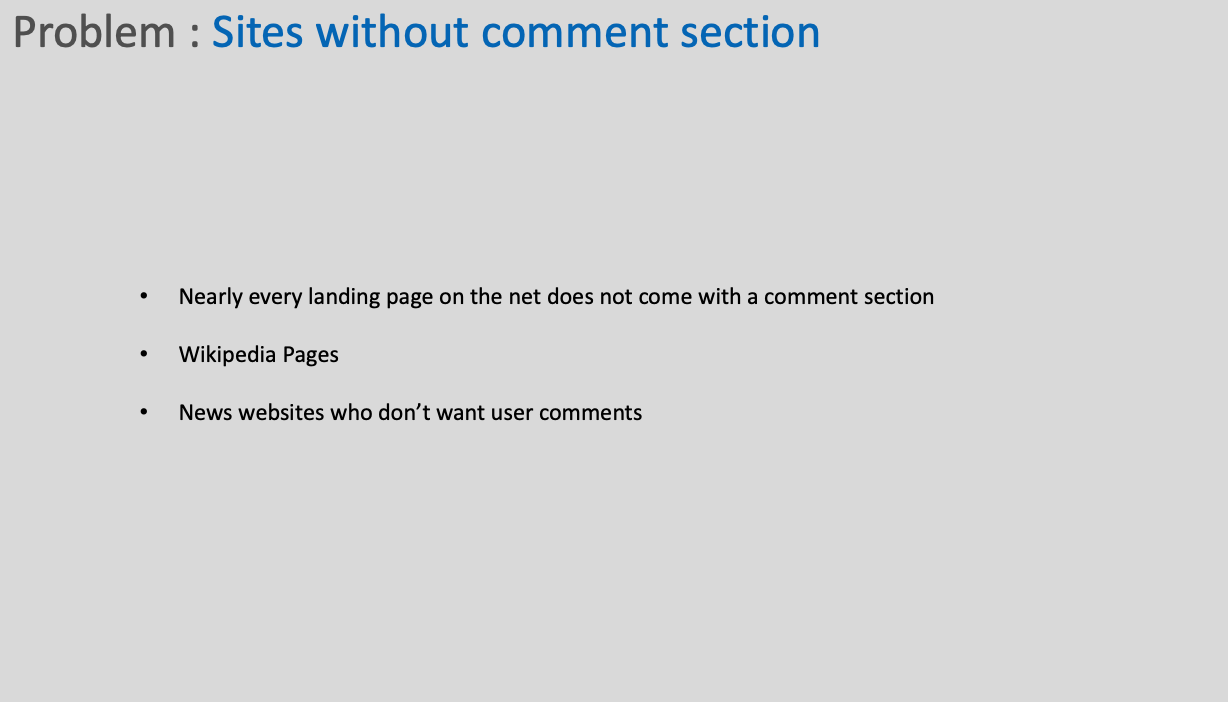 Problem : Sites without comment section
• Nearly every landing page on the net does not come with a comment section
• Wikipedia Pages
• News websites who don’t want user comments